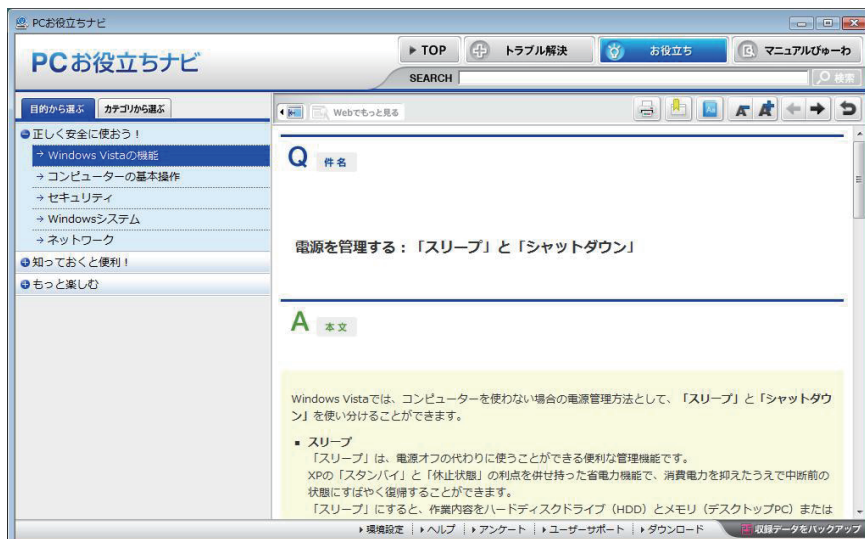 PCお役立ちナビ
PCお役立ちナビ
TOP
トラブル解決
お役立ち
マニュアルびゅーわ
SEARCH
検索
目的から選ぶ
カテゴリから選ぶ
Webでもっと見る
正しく安全に使おう！
→ Windows Vistaの機能
→ コンピューターの基本操作
→ セキュリティ
→ Windowsシステム
→ ネットワーク
知っておくと便利！
もっと楽しむ
Q 件名
電源を管理する：「スリープ」と「シャットダウン」
A 本文
Windows Vistaでは、コンピューターを使わない場合の電源管理方法として、「スリープ」と「シャットダウ
ン」を使い分けることができます。
■ スリープ
「スリープ」は、電源オフの代わりに使うことができる便利な管理機能です。
XPの「スタンバイ」と「休止状態」の利点を併せ持った省電力機能で、消費電力を抑えたうえで中断前の
状態にすばやく復帰することができます。
「スリープ」にすると、作業内容をハードディスクドライブ（HDD）とメモリ（デスクトップPC）または
環境設定
ヘルプ
アンケート
ユーザーサポート
ダウンロード
収録データをバックアップ